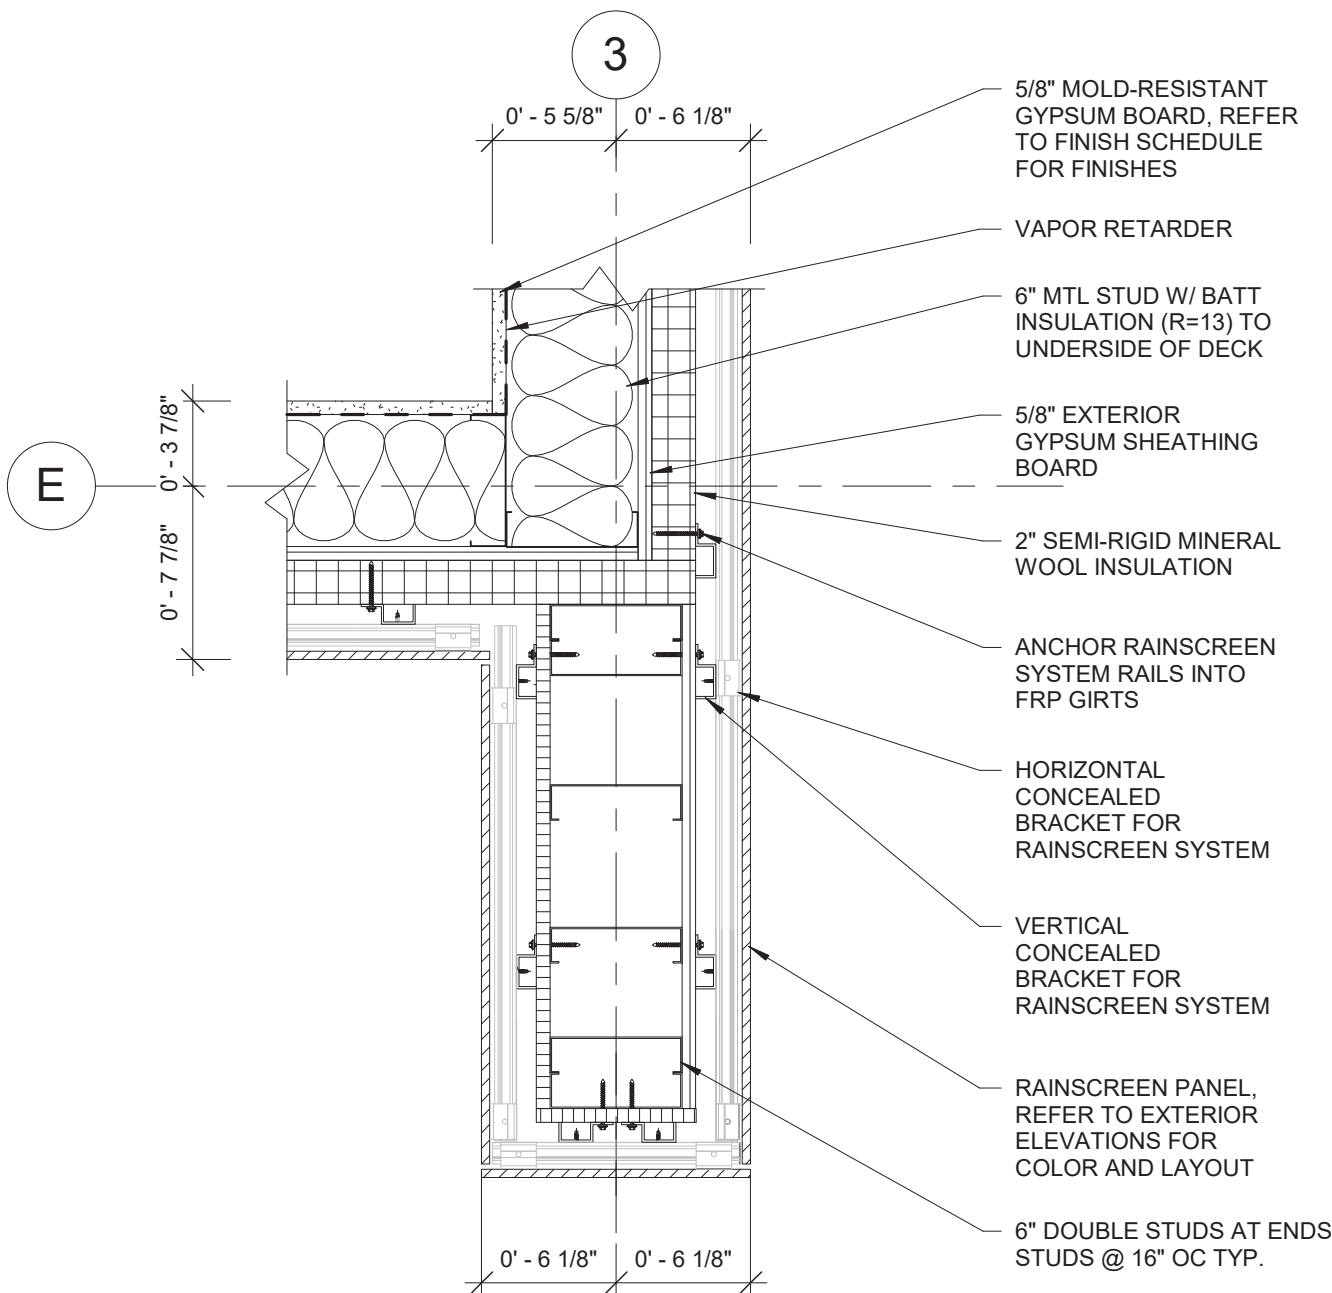 3
0' - 5 5/8"
0' - 6 1/8"
5/8" MOLD-RESISTANT
GYPSUM BOARD, REFER
TO FINISH SCHEDULE
FOR FINISHES
VAPOR RETARDER
6" MTL STUD W/ BATT
INSULATION (R=13) TO
UNDERSIDE OF DECK
0' - 3 7/8"
E
0' - 7 7/8"
5/8" EXTERIOR
GYPSUM SHEATHING
BOARD
2" SEMI-RIGID MINERAL
WOOL INSULATION
ANCHOR RAINSCREEN
SYSTEM RAILS INTO
FRP GIRTS
HORIZONTAL
CONCEALED
BRACKET FOR
RAINSCREEN SYSTEM
VERTICAL
CONCEALED
BRACKET FOR
RAINSCREEN SYSTEM
RAINSCREEN PANEL,
REFER TO EXTERIOR
ELEVATIONS FOR
COLOR AND LAYOUT
6" DOUBLE STUDS AT ENDS
STUDS @ 16" OC TYP.
0' - 6 1/8"
0' - 6 1/8"